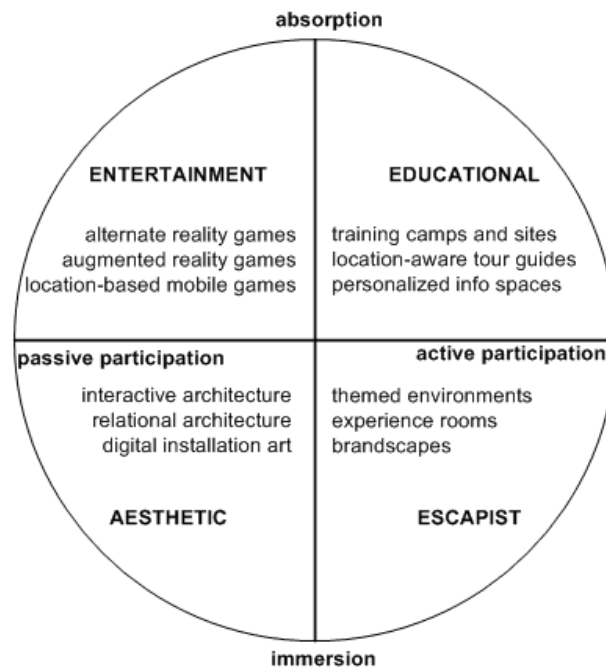 absorption
ENTERTAINMENT
alternate reality games
augmented reality games
location-based mobile games
EDUCATIONAL
training camps and sites
location-aware tour guides
personalized info spaces
passive participation
active participation
interactive architecture
relational architecture
digital installation art
AESTHETIC
themed environments
experience rooms
brandscapes
ESCAPIST
immersion